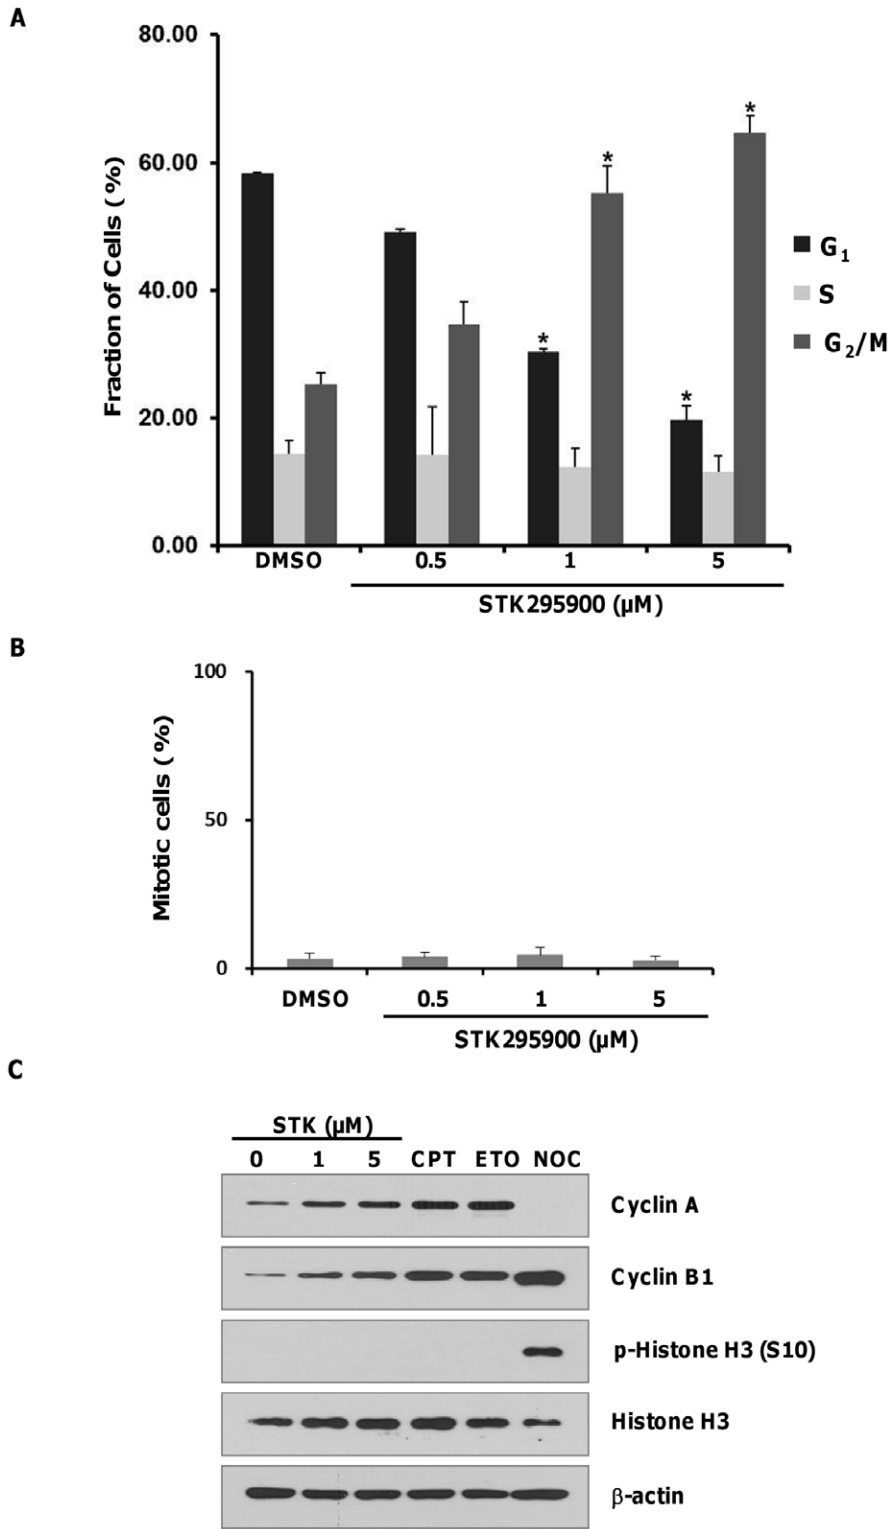 A
80.00
60.00
40.00
20.00
0.00
Fraction of Cells (%)
* * * *
G1
S
G2/M
DMSO 0.5 1 5
STK295900 (µM)
B
100
50
0
Mitotic cells (%)
DMSO 0.5 1 5
STK295900 (µM)
C
STK (µM)
0 1 5 CPT ETO NOC
Cyclin A
Cyclin B1
p-Histone H3 (S10)
Histone H3
β-actin